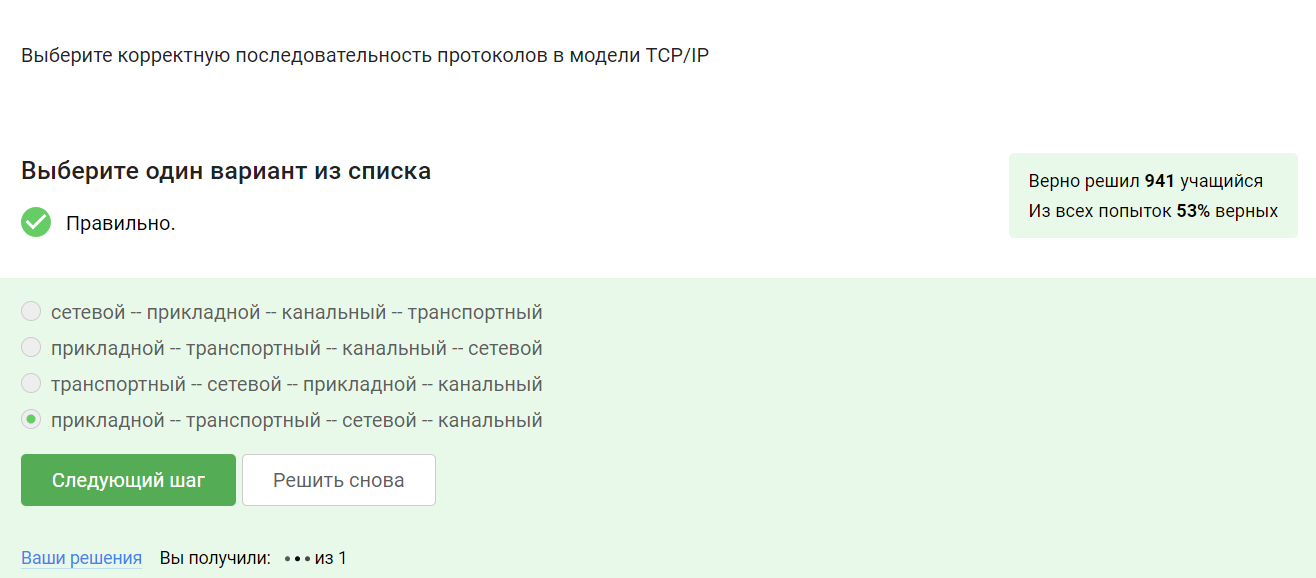 Выберите корректную последовательность протоколов в модели TCP/IP
Выберите один вариант из списка
Правильно.
Верно решил 941 учащийся
Из всех попыток 53% верных
сетевой -- прикладной -- канальный -- транспортный
прикладной -- транспортный -- канальный -- сетевой
транспортный -- сетевой -- прикладной -- канальный
прикладной -- транспортный -- сетевой -- канальный
Следующий шаг
Решить снова
Ваши решения Вы получили: ••• из 1